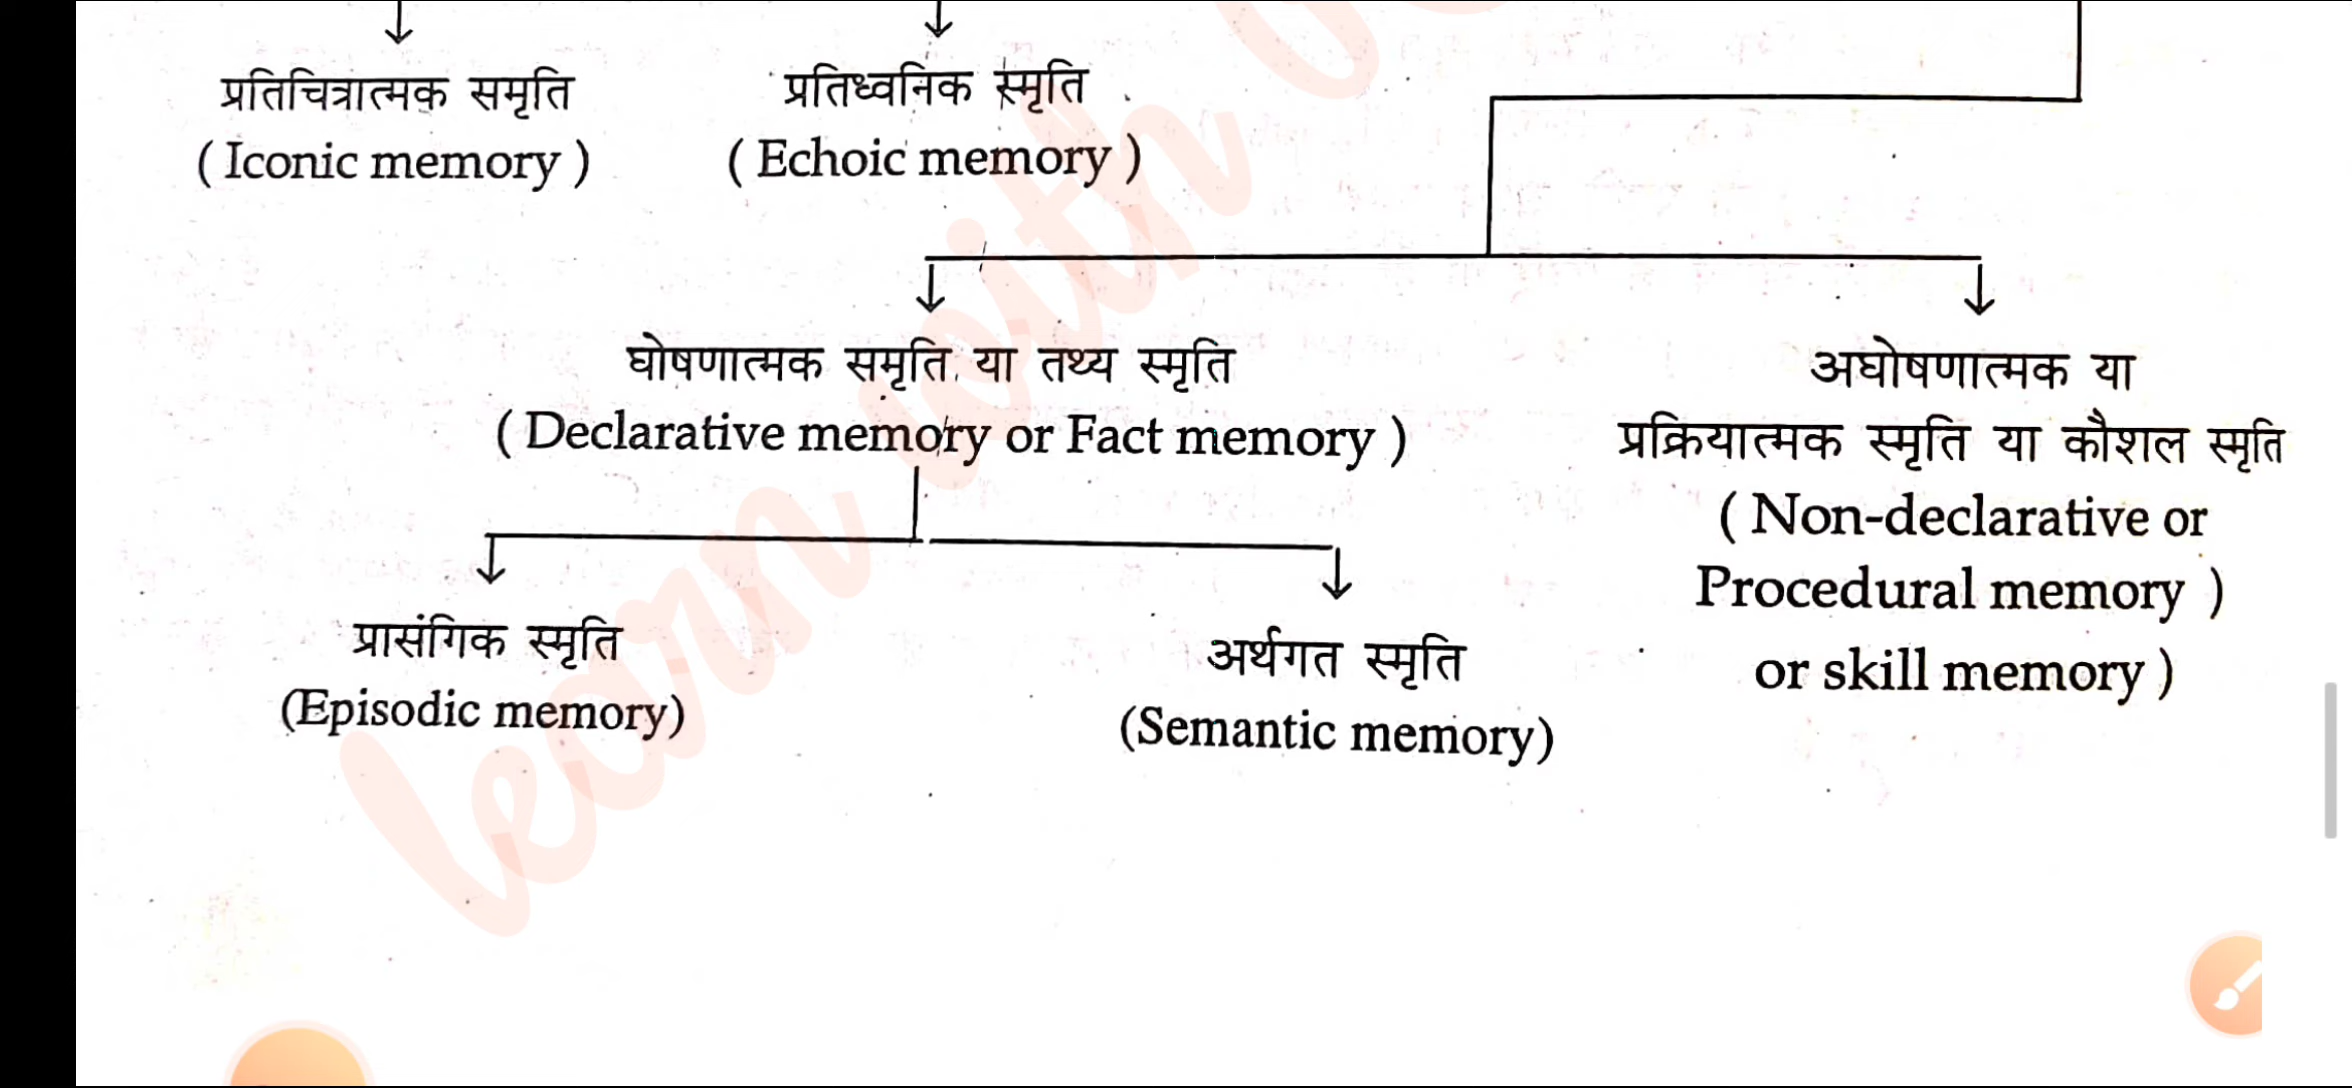 प्रतिचित्रात्मक समृति
( Iconic memory )
प्रतिध्वनिक स्मृति
( Echoic memory )
घोषणात्मक समृति या तथ्य स्मृति
( Declarative memory or Fact memory )
अघोषणात्मक या
प्रक्रियात्मक स्मृति या कौशल स्मृति
( Non-declarative or
Procedural memory )
or skill memory )
प्रासंगिक स्मृति
(Episodic memory)
अर्थगत स्मृति
(Semantic memory)
learn with